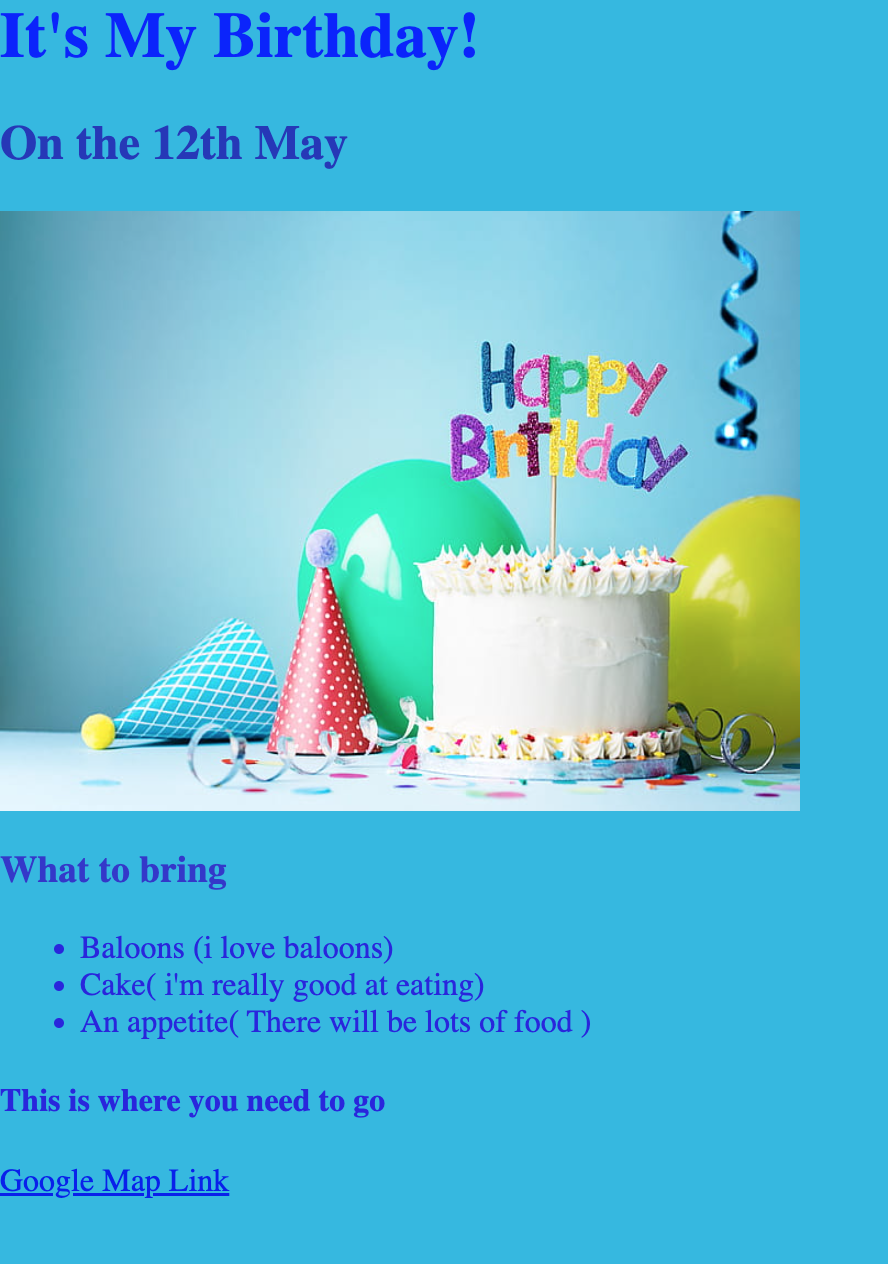 It's My Birthday!
On the 12th May
Happy
BirtHday
What to bring
Baloons (i love baloons)
Cake( i'm really good at eating)
An appetite( There will be lots of food )
This is where you need to go
Google Map Link